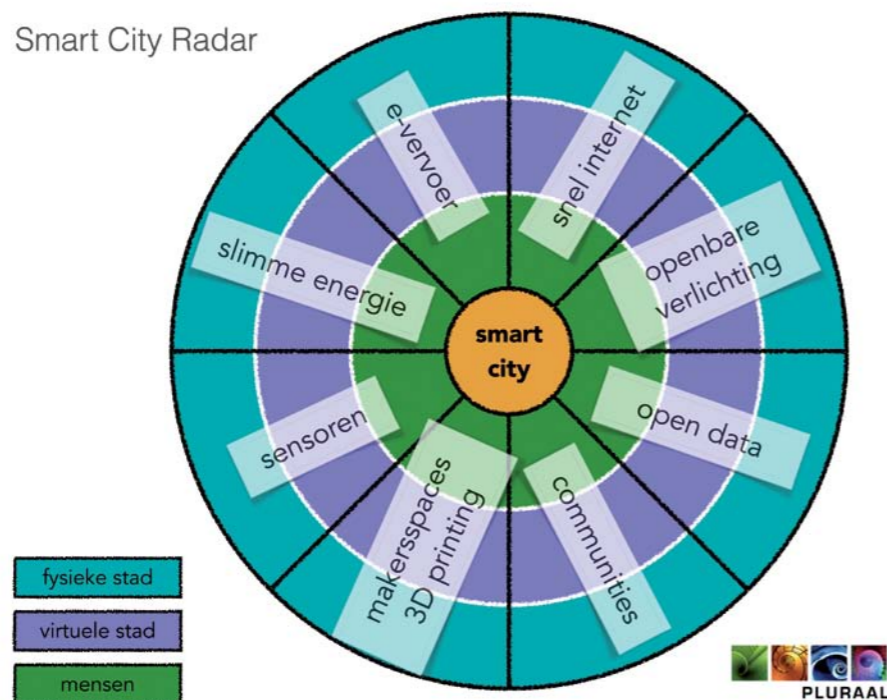 Smart City Radar
e-vervoer
snel internet
slimme energie
openbare
verlichting
smart
city
sensoren
open data
makersspaces
3D printing
communities
fysieke stad
virtuele stad
mensen
PLURAAL